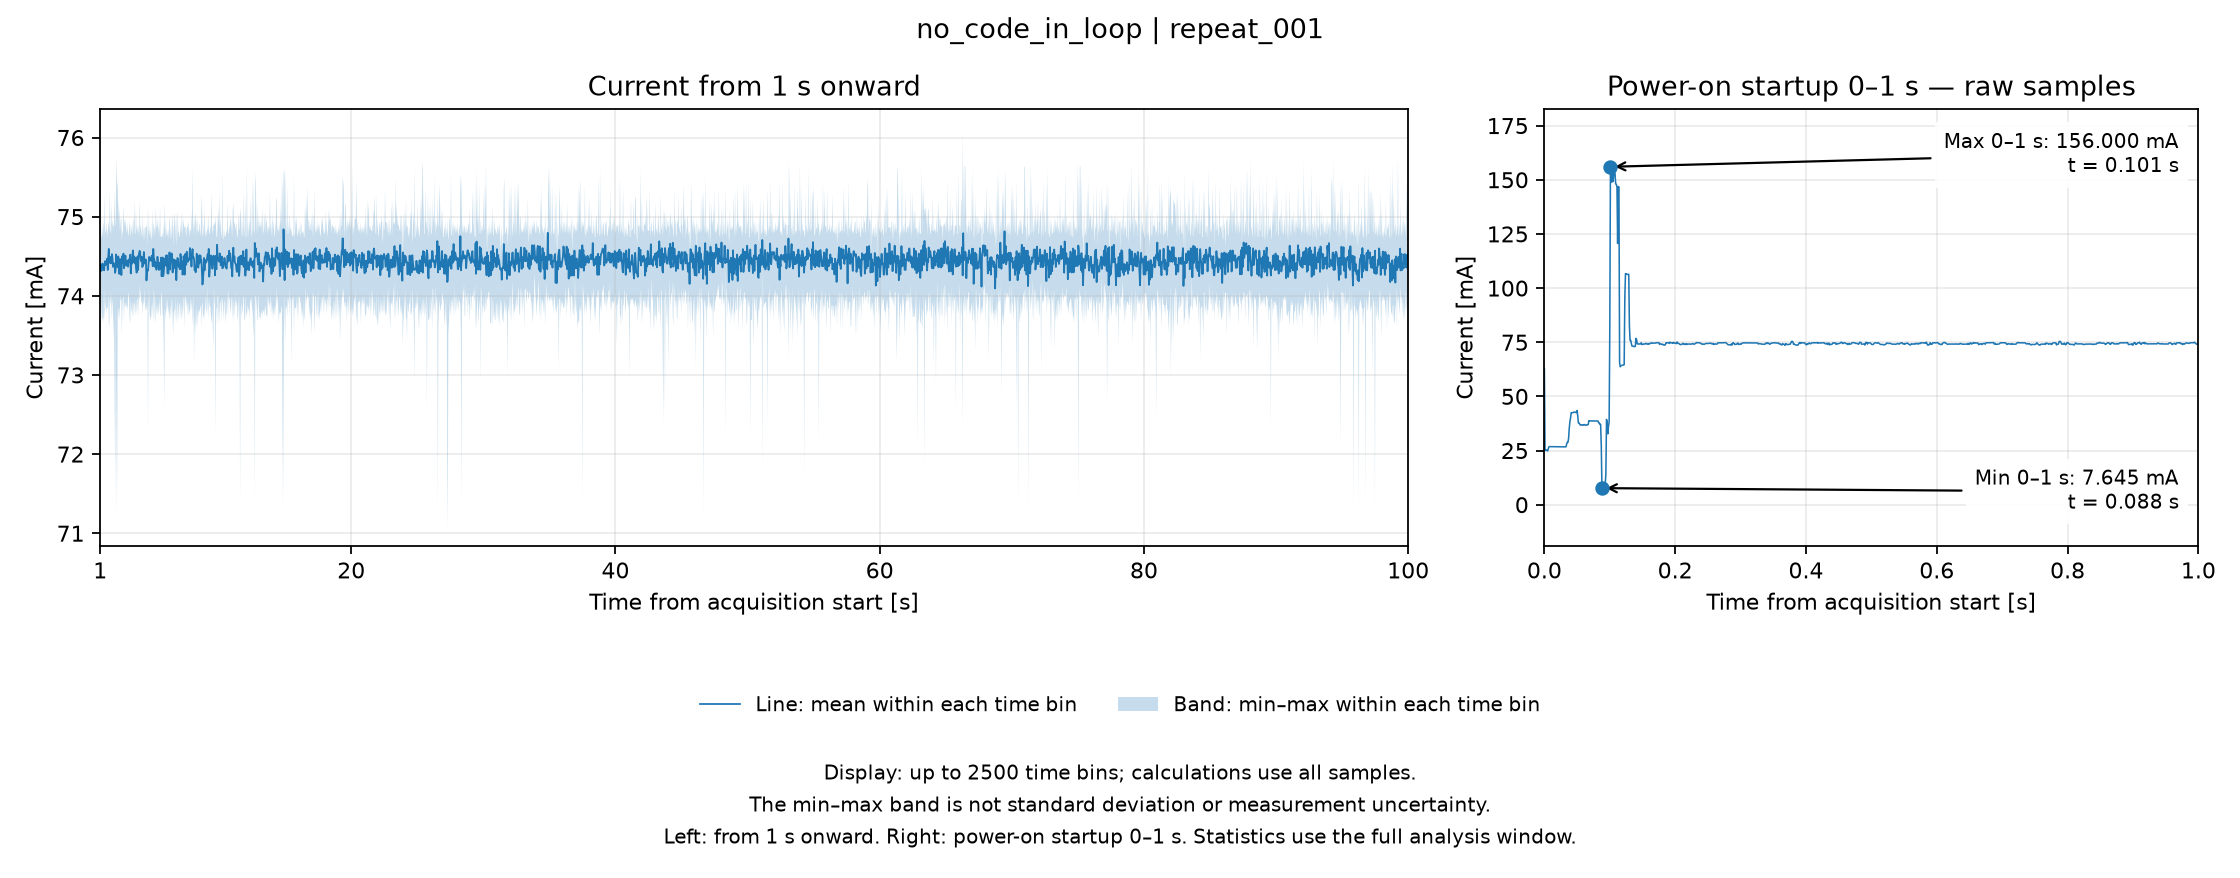 no_code_in_loop | repeat_001
Current from 1 s onward
Current [mA]
76
75
74
73
72
71
1
20
40
60
80
100
Time from acquisition start [s]
Power-on startup 0–1 s — raw samples
Current [mA]
175
150
125
100
75
50
25
0
Max 0–1 s: 156.000 mA
t = 0.101 s
Min 0–1 s: 7.645 mA
t = 0.088 s
0.0
0.2
0.4
0.6
0.8
1.0
Time from acquisition start [s]
Line: mean within each time bin
Band: min–max within each time bin
Display: up to 2500 time bins; calculations use all samples.
The min–max band is not standard deviation or measurement uncertainty.
Left: from 1 s onward. Right: power-on startup 0–1 s. Statistics use the full analysis window.